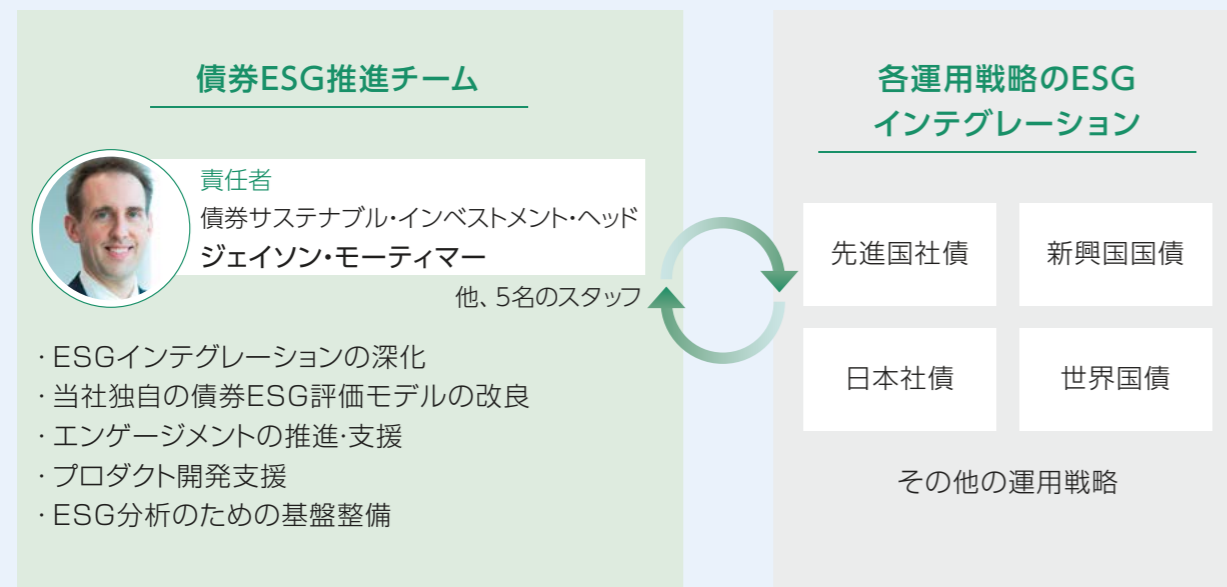 債券ESG推進チーム
責任者
債券サステナブル・インベストメント・ヘッド
ジェイソン・モーティマー
他、5名のスタッフ
・ESGインテグレーションの深化
・当社独自の債券ESG評価モデルの改良
・エンゲージメントの推進・支援
・プロダクト開発支援
・ESG分析のための基盤整備
各運用戦略のESG
インテグレーション
先進国社債
新興国国債
日本社債
世界国債
その他の運用戦略